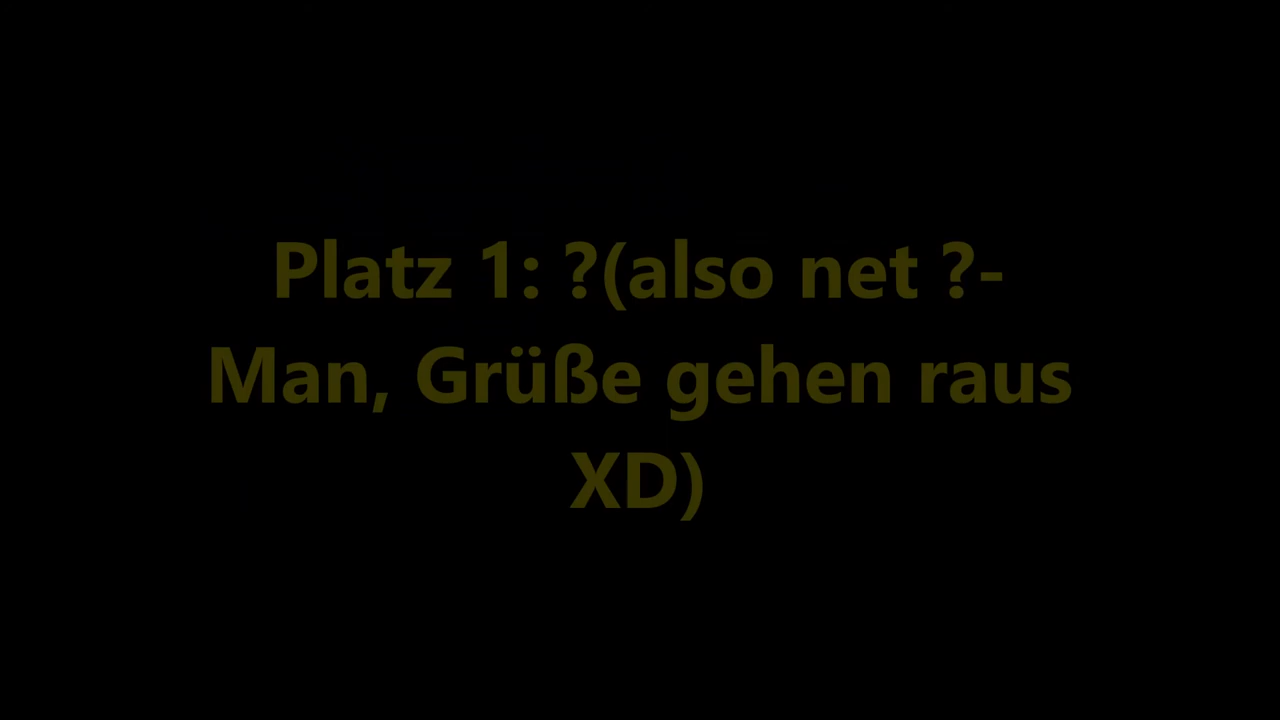 Platz 1: ?(also net ?-
Man, Grüße gehen raus
XD)